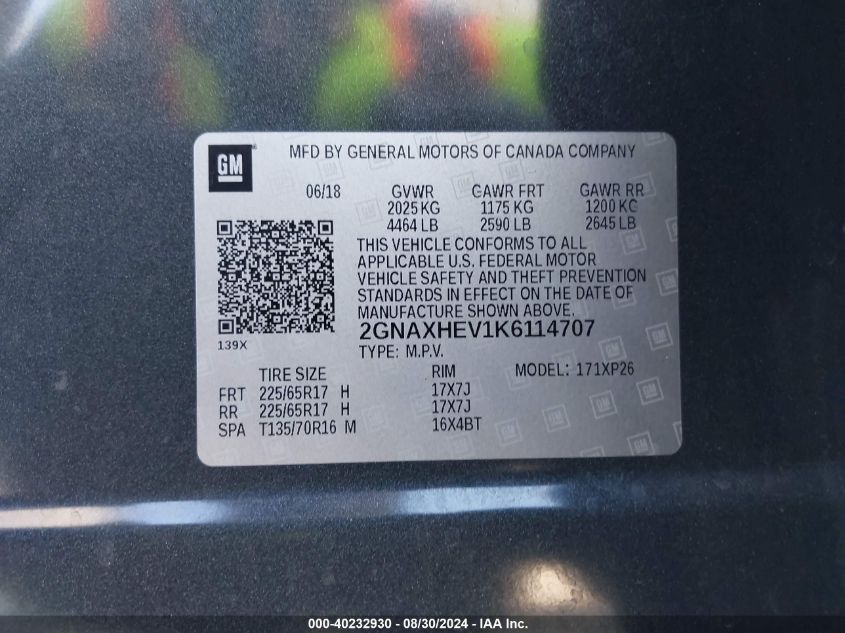 GM
MFD BY GENERAL MOTORS OF CANADA COMPANY
06/18 GVWR GAWR FRT GAWR RR
2025 KG 1175 KG 1200 KG
4464 LB 2590 LB 2645 LB
THIS VEHICLE CONFORMS TO ALL
APPLICABLE U.S. FEDERAL MOTOR
VEHICLE SAFETY AND THEFT PREVENTION
STANDARDS IN EFFECT ON THE DATE OF
MANUFACTURE SHOWN ABOVE.
2GNAXHEV1K6114707
139X
TYPE: M.P.V.
TIRE SIZE RIM MODEL: 171XP26
FRT 225/65R17 H 17X7J
RR 225/65R17 H 17X7J
SPA T135/70R16 M 16X4BT
000-40232930 - 08/30/2024 - IAA Inc.